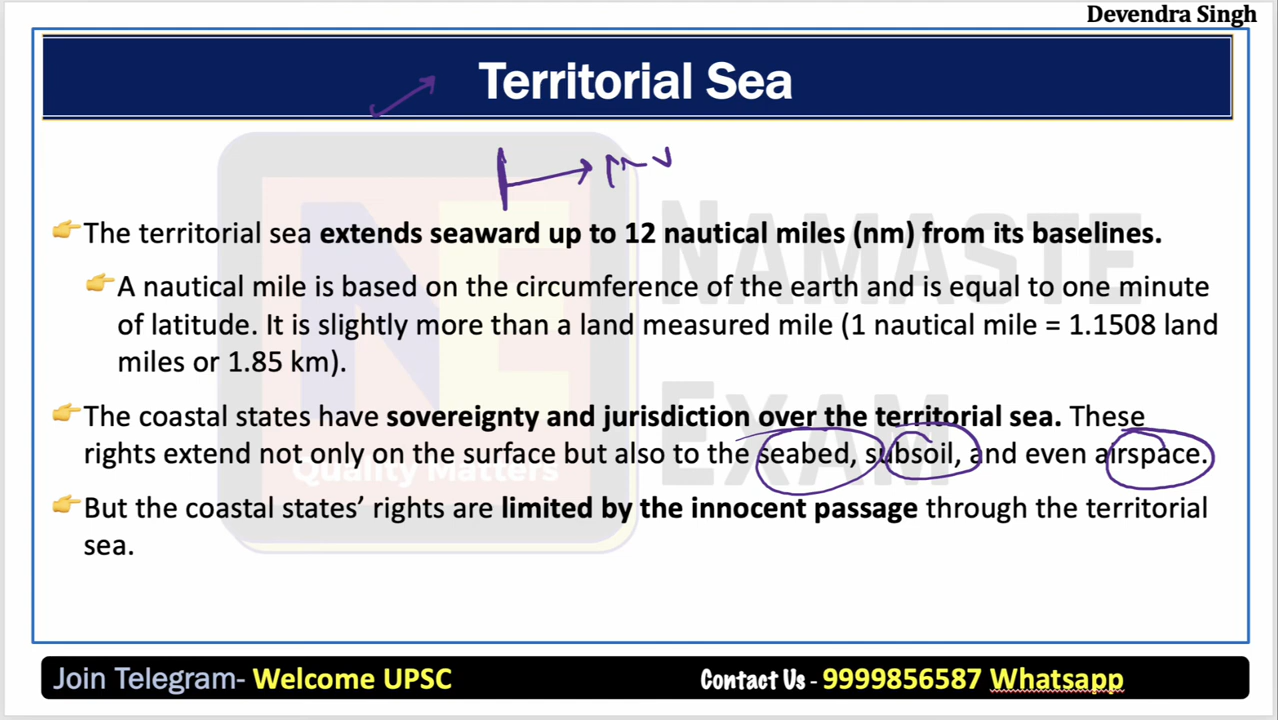 Devendra Singh
Territorial Sea
The territorial sea extends seaward up to 12 nautical miles (nm) from its baselines.
A nautical mile is based on the circumference of the earth and is equal to one minute
of latitude. It is slightly more than a land measured mile (1 nautical mile = 1.1508 land
miles or 1.85 km).
The coastal states have sovereignty and jurisdiction over the territorial sea. These
rights extend not only on the surface but also to the seabed, subsoil, and even airspace.
But the coastal states’ rights are limited by the innocent passage through the territorial
sea.
NAMASTE
EXAM
Quality Matters
Join Telegram- Welcome UPSC
Contact Us - 9999856587 Whatsapp